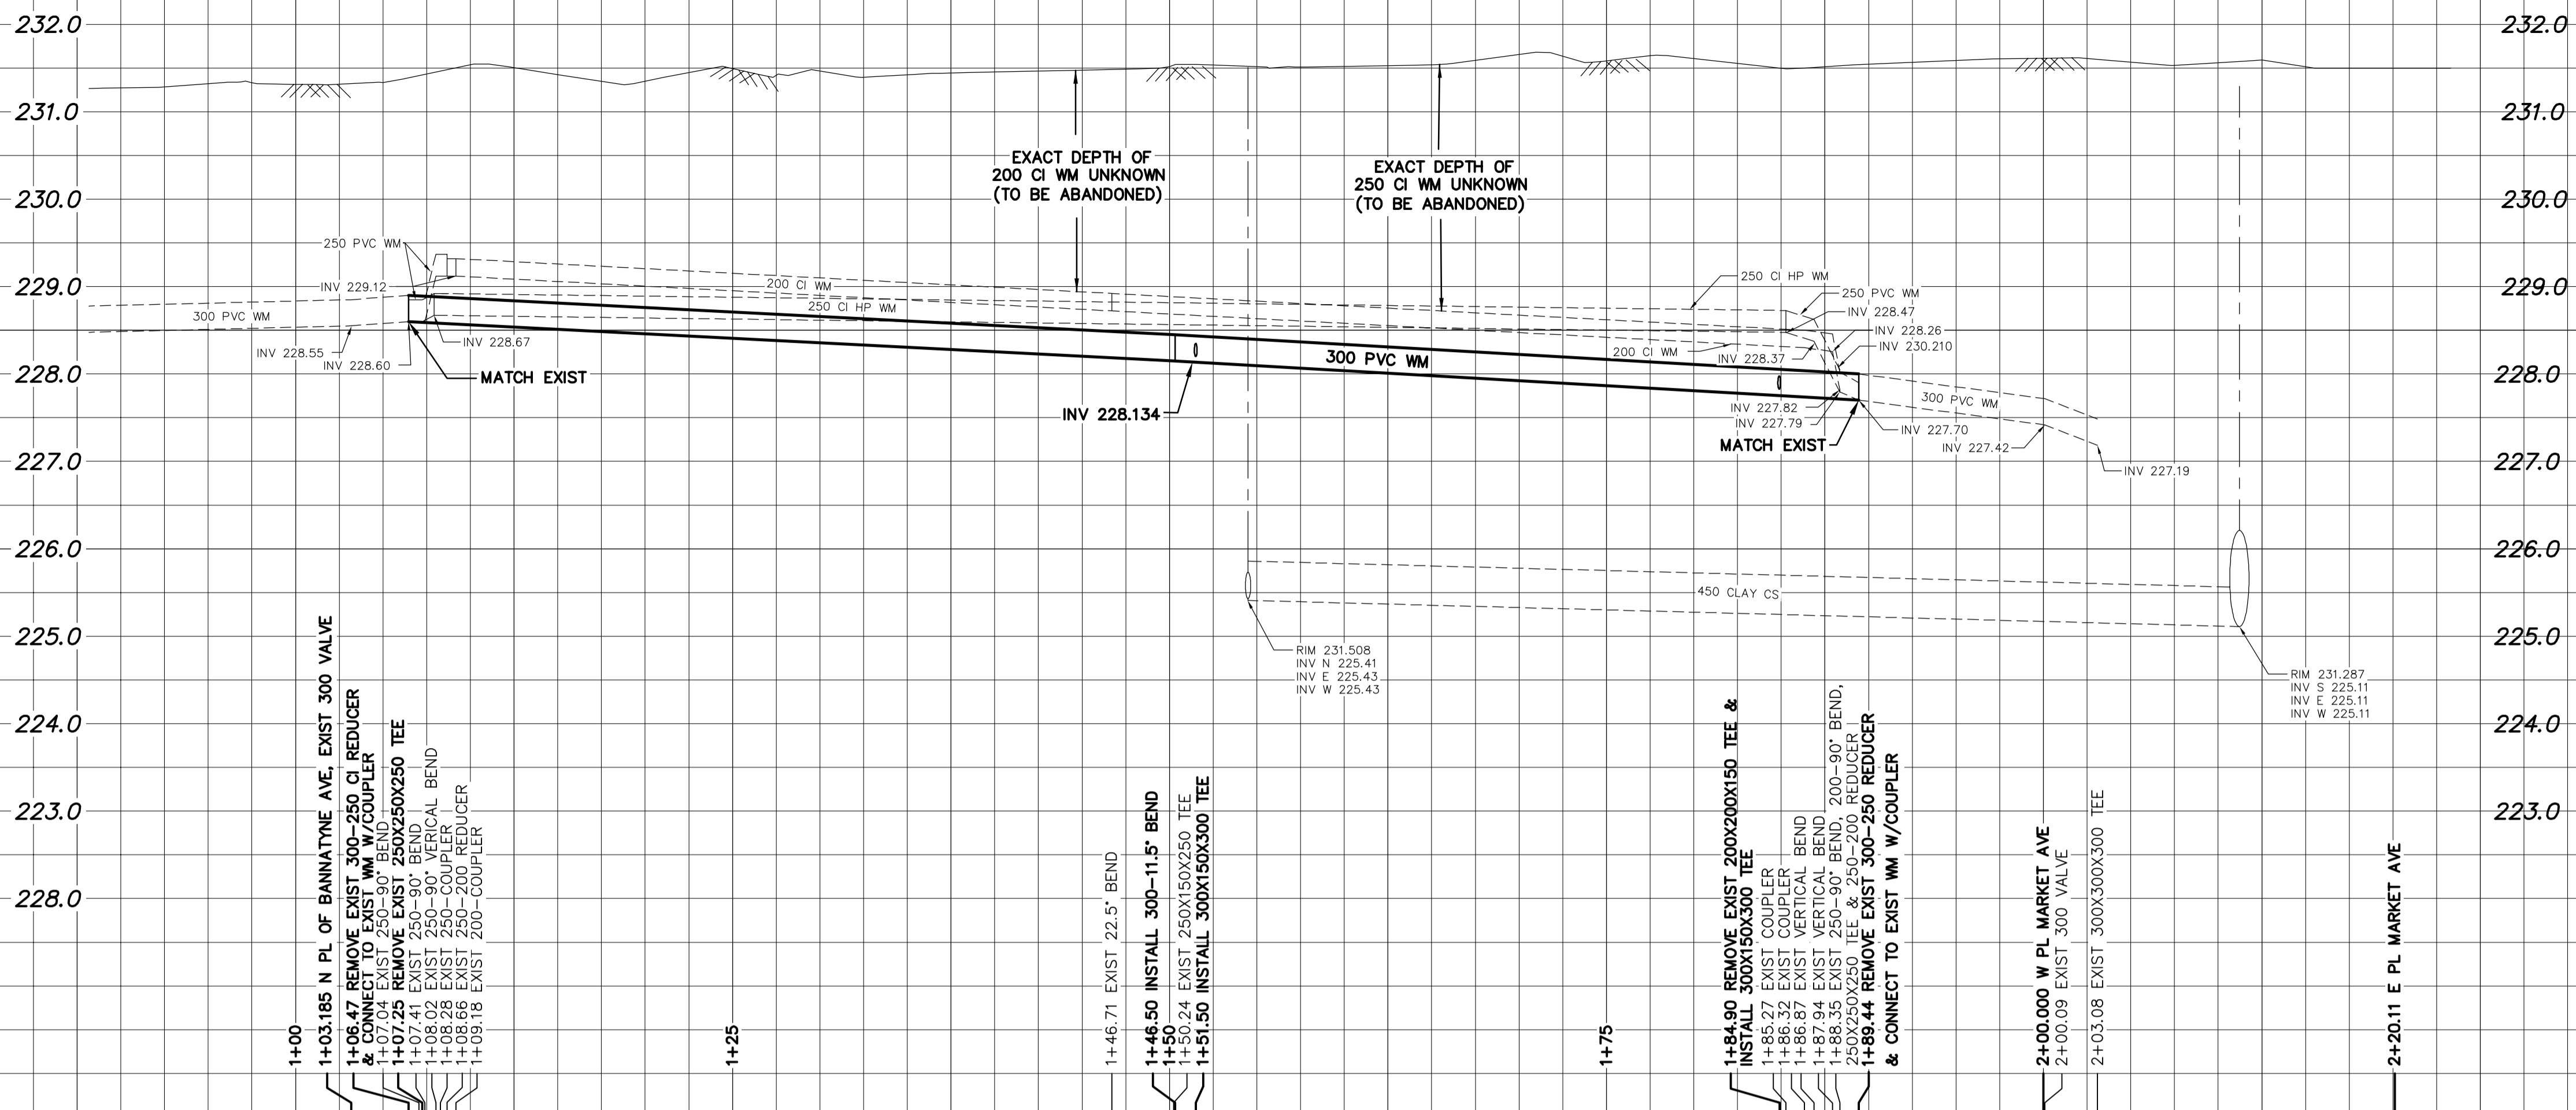 232.0
232.0
231.0
231.0
230.0
230.0
229.0
229.0
228.0
228.0
227.0
227.0
226.0
226.0
225.0
225.0
224.0
224.0
223.0
223.0
228.0
EXACT DEPTH OF
200 CI WM UNKNOWN
(TO BE ABANDONED)
EXACT DEPTH OF
250 CI WM UNKNOWN
(TO BE ABANDONED)
250 PVC WM
INV 229.12
300 PVC WM
INV 228.55
INV 228.60
INV 228.67
MATCH EXIST
200 CI WM
250 CI HP WM
INV 228.134
300 PVC WM
250 CI HP WM
250 PVC WM
INV 228.47
INV 228.26
INV 230.210
200 CI WM
INV 228.37
INV 227.82
INV 227.79
MATCH EXIST
300 PVC WM
INV 227.70
INV 227.42
INV 227.19
450 CLAY CS
RIM 231.508
INV N 225.41
INV E 225.43
INV W 225.43
RIM 231.287
INV S 225.11
INV E 225.11
INV W 225.11
1+00
1+03.185 N PL OF BANNATYNE AVE, EXIST 300 VALVE
1+06.47 REMOVE EXIST 300-250 CI REDUCER
& CONNECT TO EXIST WM W/COUPLER
1+07.04 EXIST 250-90° BEND
1+07.25 REMOVE EXIST 250X250X250 TEE
1+07.41 EXIST 250-90° BEND
1+08.02 EXIST 250-90° VERICAL BEND
1+08.28 EXIST 250-COUPLER
1+08.66 EXIST 250-200 REDUCER
1+09.18 EXIST 200-COUPLER
1+25
1+46.71 EXIST 22.5° BEND
1+46.50 INSTALL 300-11.5° BEND
1+50
1+50.24 EXIST 250X150X250 TEE
1+51.50 INSTALL 300X150X300 TEE
1+75
1+84.90 REMOVE EXIST 200X200X150 TEE &
INSTALL 300X150X300 TEE
1+85.27 EXIST COUPLER
1+86.32 EXIST COUPLER
1+86.87 EXIST VERTICAL BEND
1+87.94 EXIST VERTICAL BEND
1+88.35 EXIST 250-90° BEND, 200-90° BEND,
250X250X250 TEE & 250-200 REDUCER
1+89.44 REMOVE EXIST 300-250 REDUCER
& CONNECT TO EXIST WM W/COUPLER
2+00.000 W PL MARKET AVE
2+00.09 EXIST 300 VALVE
2+03.08 EXIST 300X300X300 TEE
2+20.11 E PL MARKET AVE